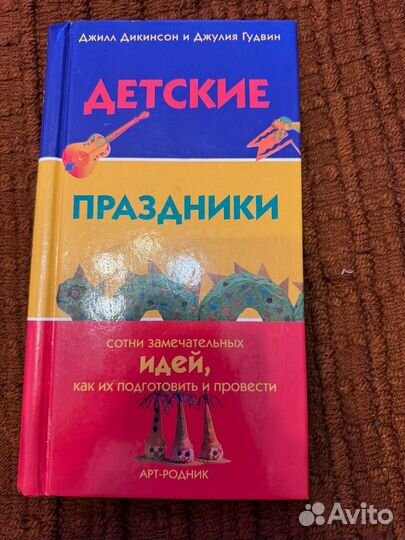 Джилл Дикинсон и Джулия Гудвин
ДЕТСКИЕ
ПРАЗДНИКИ
сотни замечательных
ИДЕЙ,
как их подготовить и провести
АРТ-РОДНИК
Avito